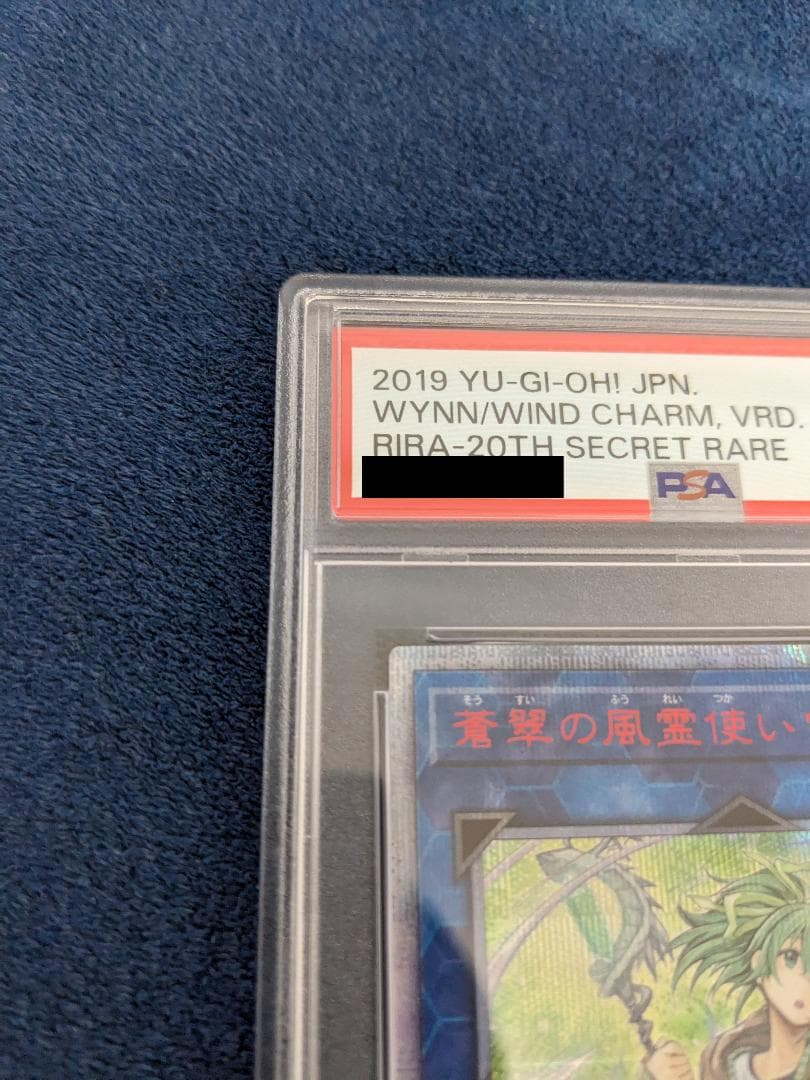 2019 YU-GI-OH! JPN.
WYNN/WIND CHARM, VRD.
RIRA-20TH SECRET RARE
PSA
そう すい ふう れい つか
蒼翠の風霊使い